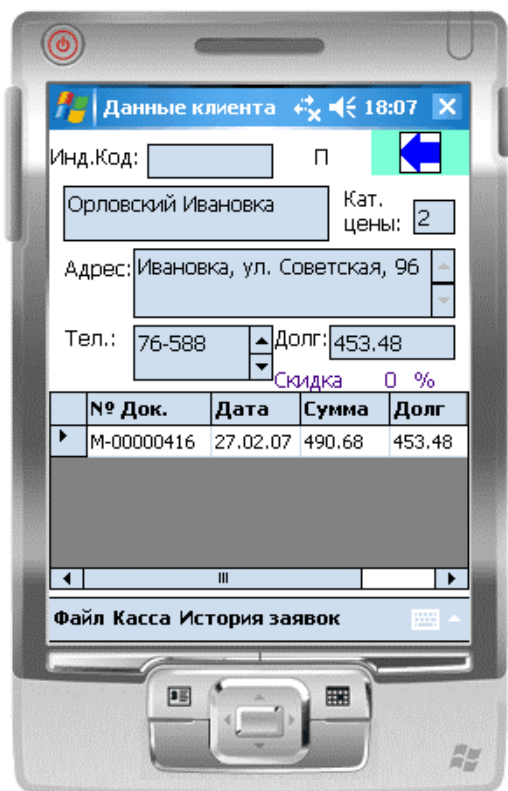 Данные клиента 18:07
Инд.Код: П
Орловский Ивановка
Кат. цены: 2
Адрес: Ивановка, ул. Советская, 96
Тел.: 76-588 Долг: 453.48
Скидка 0 %
№ Док. Дата Сумма Долг
М-00000416 27.02.07 490.68 453.48
Файл Касса История заявок